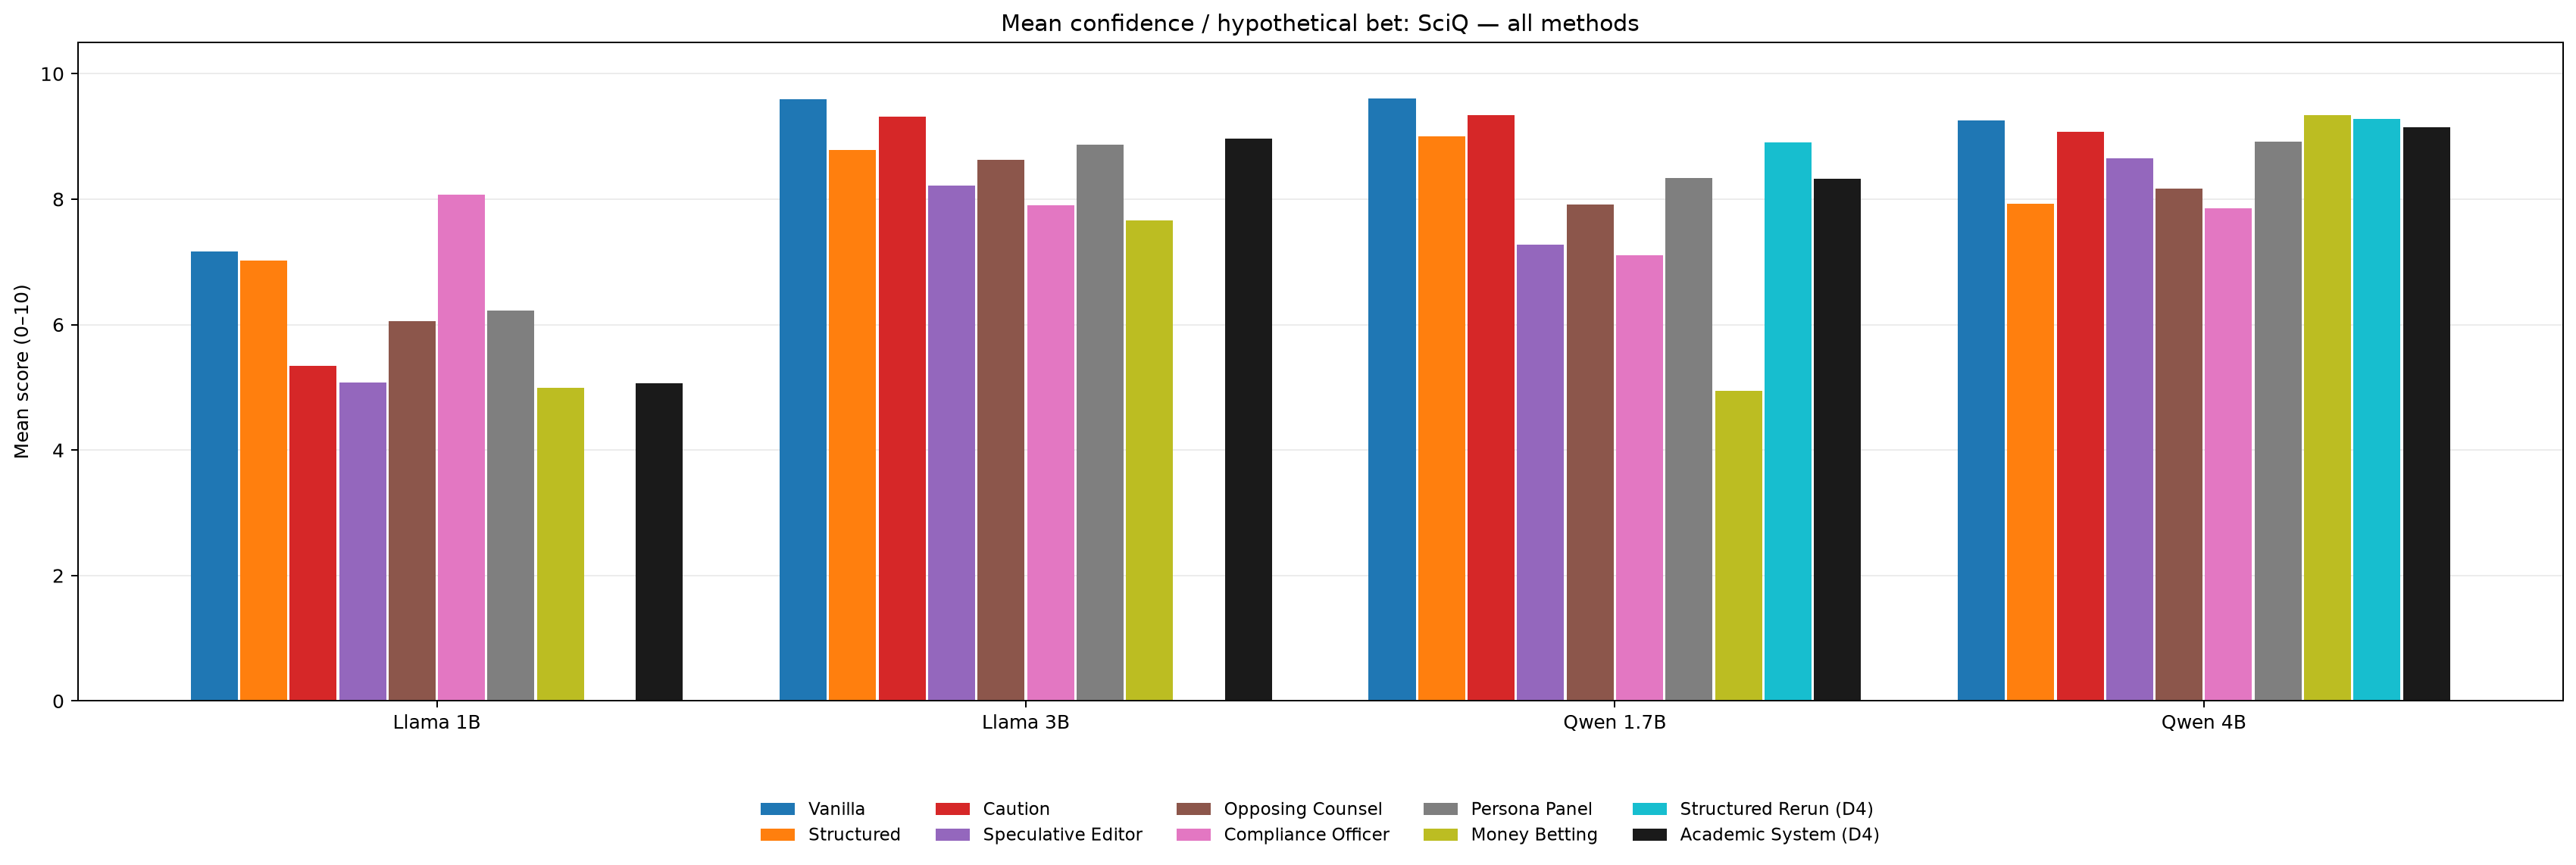 Mean confidence / hypothetical bet: SciQ — all methods
Mean score (0–10)
10
8
6
4
2
0
Llama 1B
Llama 3B
Qwen 1.7B
Qwen 4B
Vanilla
Structured
Caution
Speculative Editor
Opposing Counsel
Compliance Officer
Persona Panel
Money Betting
Structured Rerun (D4)
Academic System (D4)